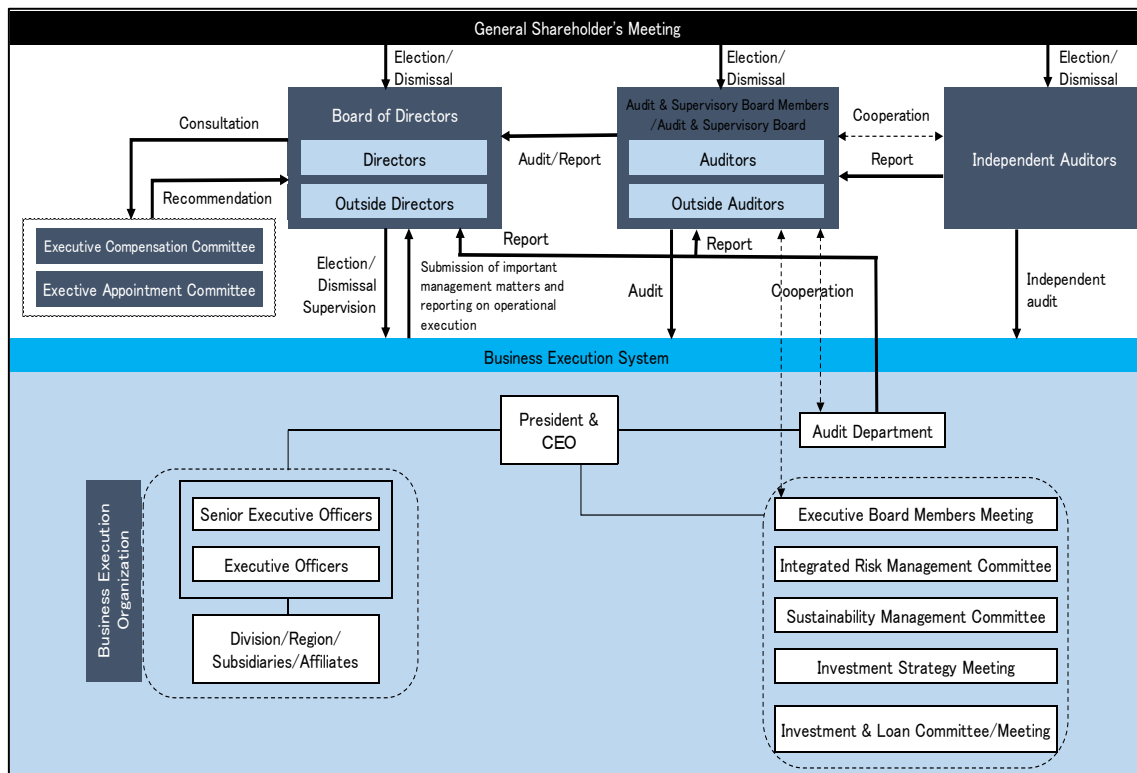 General Shareholder's Meeting
Election/
Dismissal
Election/
Dismissal
Election/
Dismissal
Board of Directors
Directors
Outside Directors
Audit & Supervisory Board Members
/Audit & Supervisory Board
Auditors
Outside Auditors
Independent Auditors
Consultation
Recommendation
Audit/Report
Cooperation
Report
Executive Compensation Committee
Exective Appointment Committee
Election/
Dismissal
Supervision
Submission of important
management matters and
reporting on operational
execution
Report
Report
Audit
Cooperation
Independent
audit
Business Execution System
President &
CEO
Audit Department
Business Execution
Organization
Senior Executive Officers
Executive Officers
Division/Region/
Subsidiaries/Affiliates
Executive Board Members Meeting
Integrated Risk Management Committee
Sustainability Management Committee
Investment Strategy Meeting
Investment & Loan Committee/Meeting